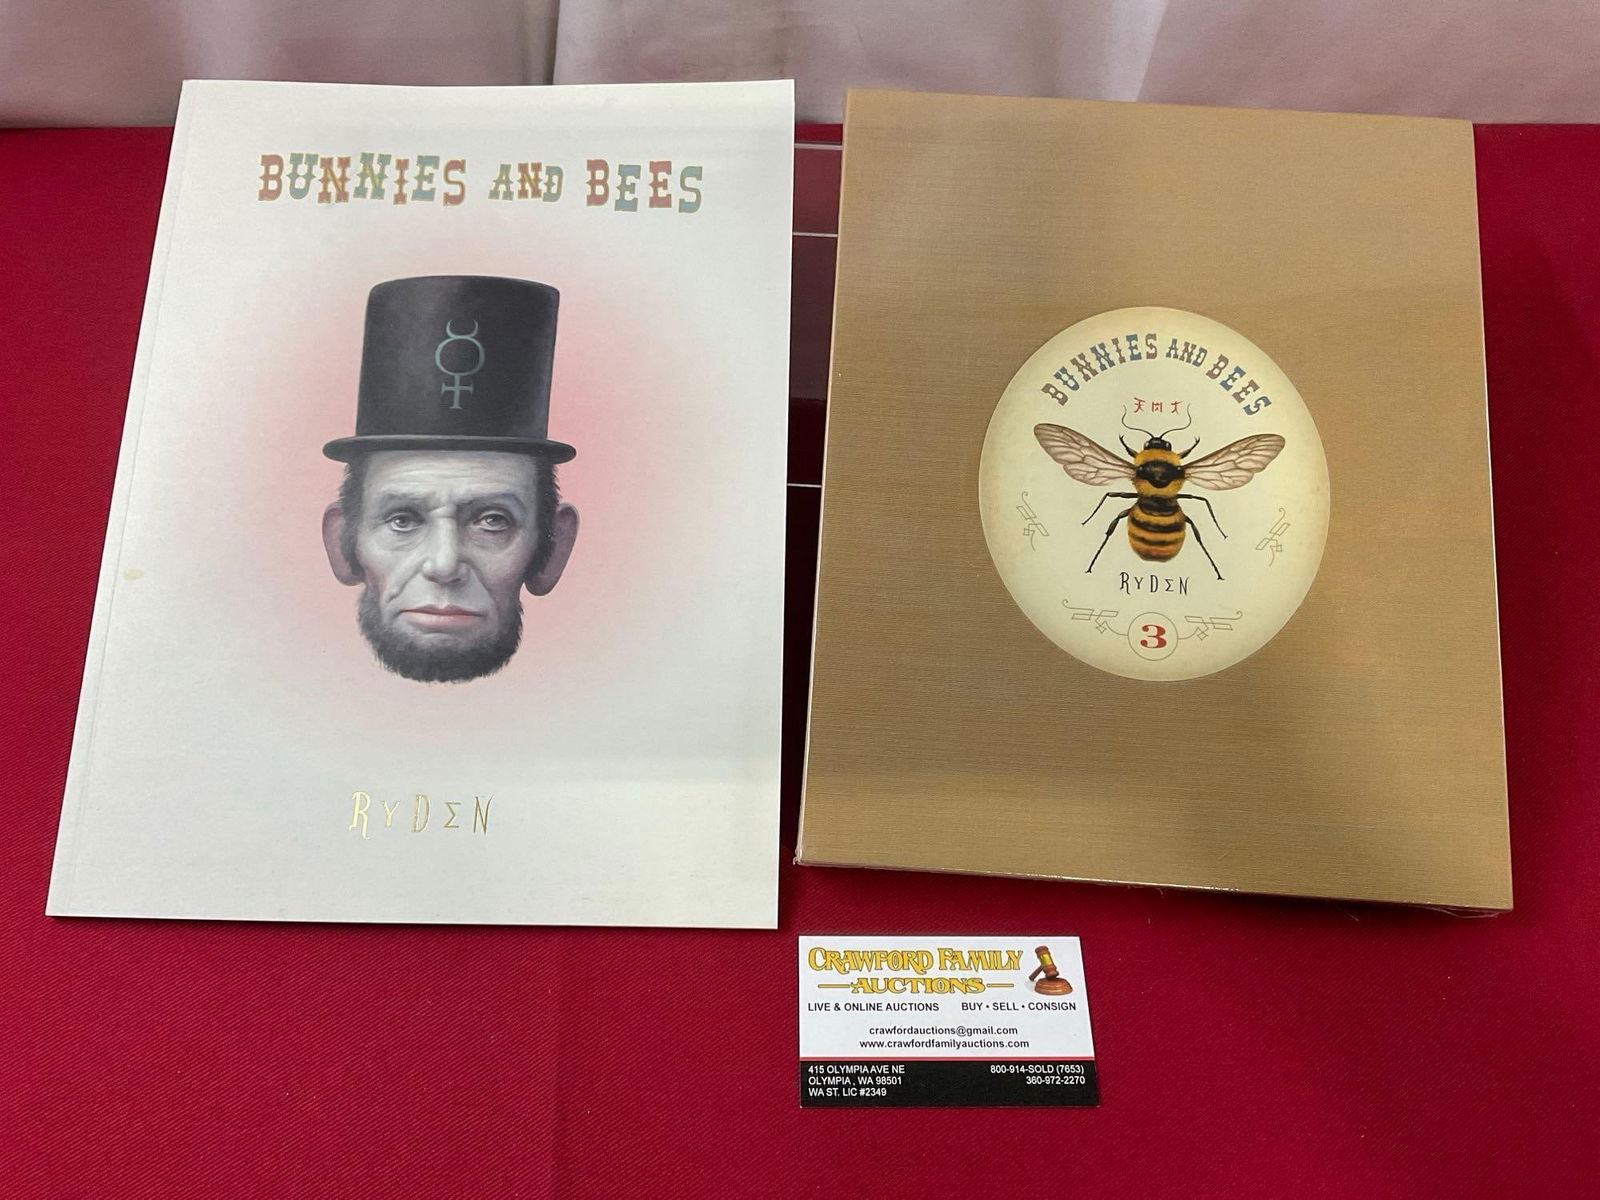 BUNNIES AND BEES
RYDΣN
BUNNIES AND BEES
RYDΣN
3
CRAWFORD FAMILY
AUCTIONS
LIVE & ONLINE AUCTIONS BUY • SELL • CONSIGN
crawfordauctions@gmail.com
www.crawfordfamilyauctions.com
415 OLYMPIA AVE NE
OLYMPIA , WA 98501
WA ST. LIC #2349
800-914-SOLD (7653)
360-972-2270